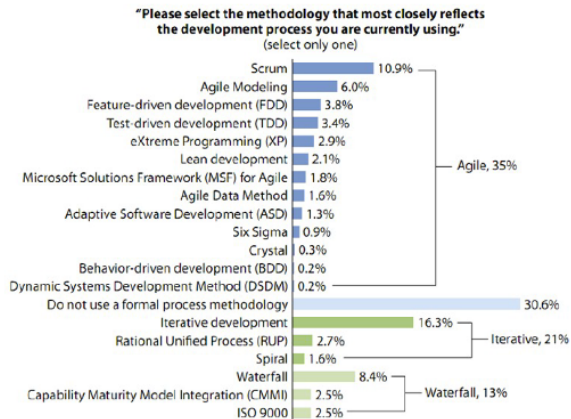 "Please select the methodology that most closely reflects
the development process you are currently using."
(select only one)
Scrum 10.9%
Agile Modeling 6.0%
Feature-driven development (FDD) 3.8%
Test-driven development (TDD) 3.4%
eXtreme Programming (XP) 2.9%
Lean development 2.1%
Agile, 35%
Microsoft Solutions Framework (MSF) for Agile 1.8%
Agile Data Method 1.6%
Adaptive Software Development (ASD) 1.3%
Six Sigma 0.9%
Crystal 0.3%
Behavior-driven development (BDD) 0.2%
Dynamic Systems Development Method (DSDM) 0.2%
Do not use a formal process methodology 30.6%
Iterative development 16.3%
Rational Unified Process (RUP) 2.7%
Iterative, 21%
Spiral 1.6%
Waterfall 8.4%
Capability Maturity Model Integration (CMMI) 2.5%
Waterfall, 13%
ISO 9000 2.5%